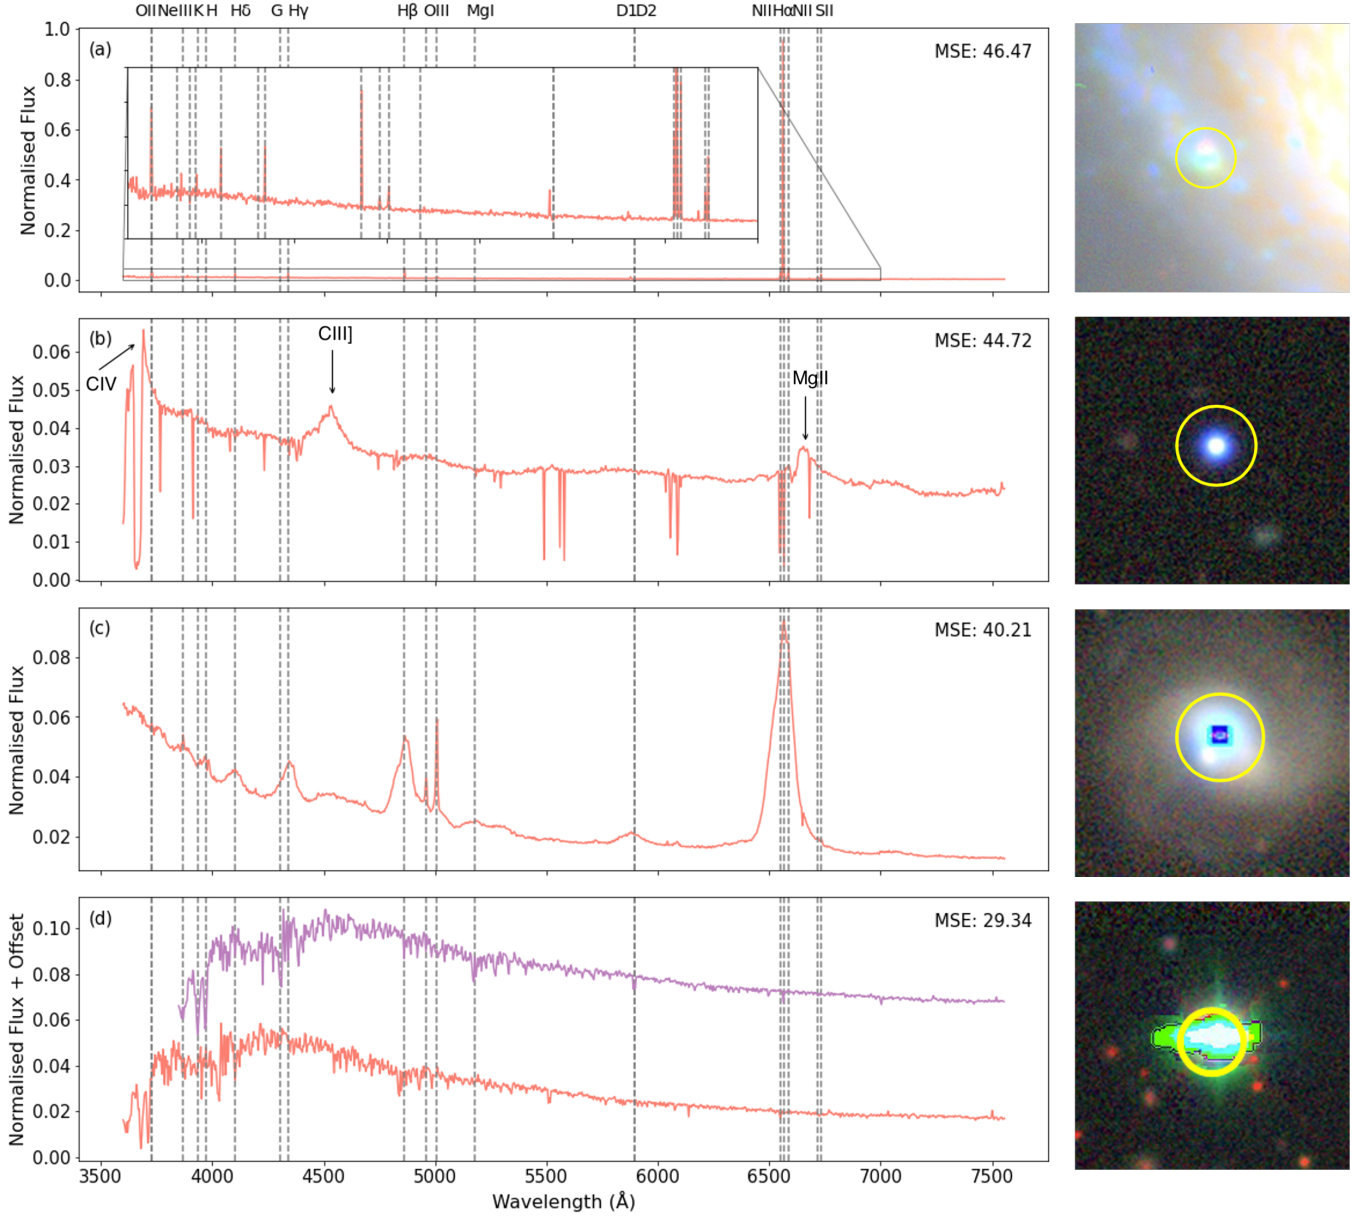 OII NeIII K H Hδ G Hγ Hβ OIII MgI D1 D2 NII Hα NII SII
(a) MSE: 46.47
Normalised Flux
1.0
0.8
0.6
0.4
0.2
0.0
(b) MSE: 44.72
CIV
CIII]
MgII
Normalised Flux
0.06
0.05
0.04
0.03
0.02
0.01
0.00
(c) MSE: 40.21
Normalised Flux
0.08
0.06
0.04
0.02
(d) MSE: 29.34
Normalised Flux + Offset
0.10
0.08
0.06
0.04
0.02
0.00
3500 4000 4500 5000 5500 6000 6500 7000 7500
Wavelength (Å)